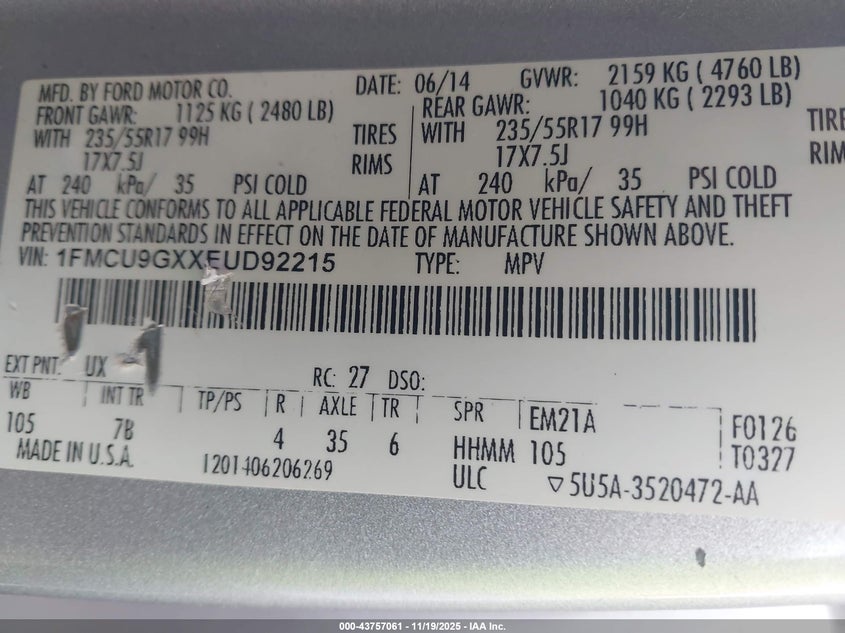 MFD. BY FORD MOTOR CO. DATE: 06/14 GVWR: 2159 KG ( 4760 LB)
FRONT GAWR: 1125 KG ( 2480 LB) REAR GAWR: 1040 KG ( 2293 LB)
WITH 235/55R17 99H TIRES WITH 235/55R17 99H TIRE
17X7.5J RIMS 17X7.5J RIM
AT 240 kPa/ 35 PSI COLD AT 240 kPa/ 35 PSI COLD
THIS VEHICLE CONFORMS TO ALL APPLICABLE FEDERAL MOTOR VEHICLE SAFETY AND THEFT
PREVENTION STANDARDS IN EFFECT ON THE DATE OF MANUFACTURE SHOWN ABOVE.
VIN: 1FMCU9GXXEUD92215 TYPE: MPV
EXT PNT: UX RC: 27 DSO:
WB INT TR TP/PS R AXLE TR SPR EM21A F0126
105 7B 4 35 6 HHMM 105 T0327
MADE IN U.S.A. 1201406206269 ULC ▽5U5A-3520472-AA
000-43757061 - 11/19/2025 - IAA Inc.